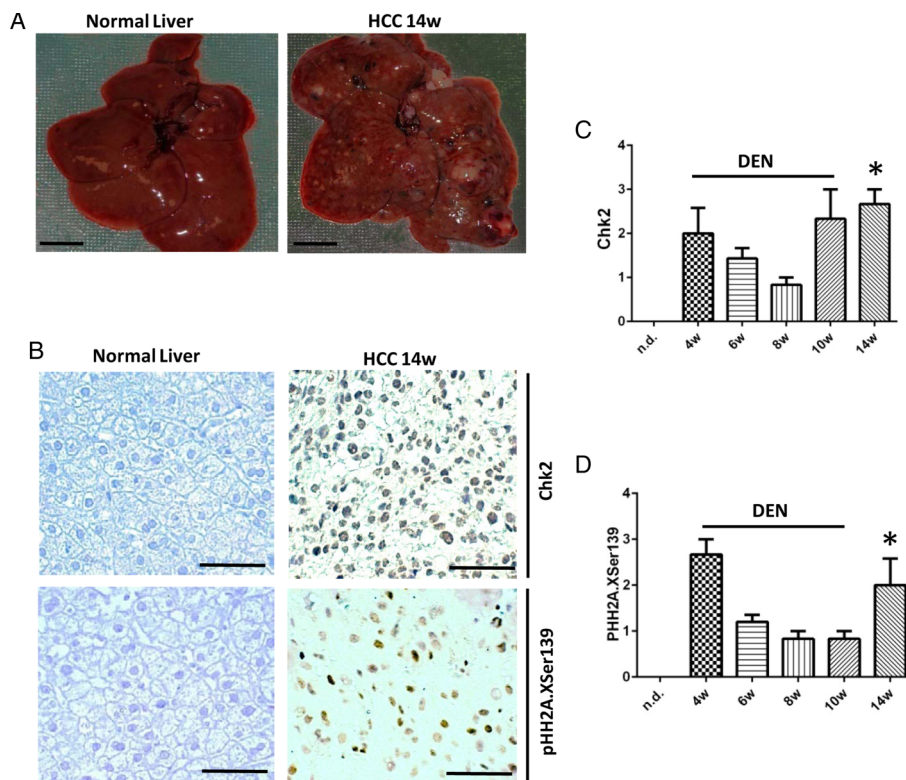 A
Normal Liver
HCC 14w
B
Normal Liver
HCC 14w
Chk2
pHH2A.XSer139
C
DEN
*
Chk2
3
2
1
0
n.d.
4w
6w
8w
10w
14w
D
DEN
*
PHH2A.XSer139
4
3
2
1
0
n.d.
4w
6w
8w
10w
14w